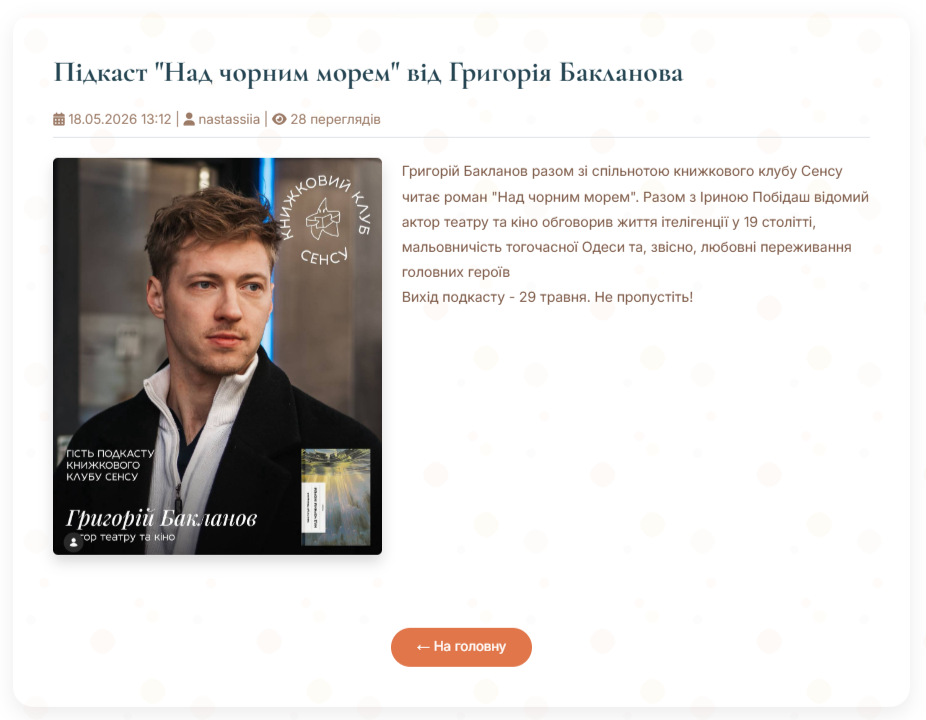 Підкаст "Над чорним морем" від Григорія Бакланова
18.05.2026 13:12 | nastassiia | 28 переглядів
КНИЖКОВИЙ КЛУБ
СЕНСУ
ГІСТЬ ПОДКАСТУ
КНИЖКОВОГО
КЛУБУ СЕНСУ
Григорій Бакланов
тор театру та кіно
Григорій Бакланов разом зі спільнотою книжкового клубу Сенсу
читає роман "Над чорним морем". Разом з Іриною Побідаш відомий
актор театру та кіно обговорив життя ітелігенції у 19 столітті,
мальовничість тогочасної Одеси та, звісно, любовні переживання
головних героїв
Вихід подкасту - 29 травня. Не пропустіть!
← На головну